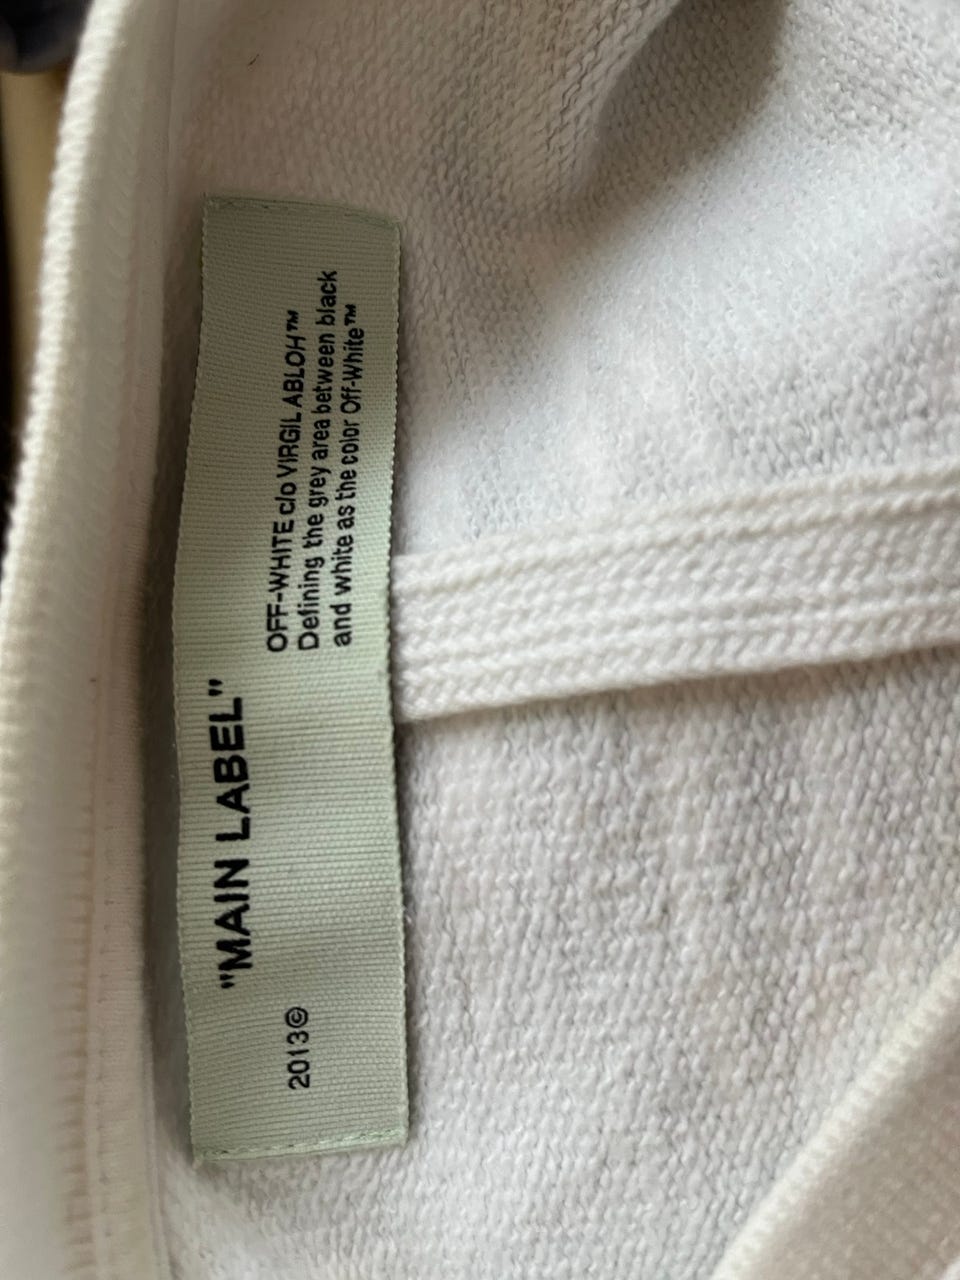 OFF-WHITE c/o VIRGIL ABLOH™
Defining the grey area between black
and white as the color Off-White™
"MAIN LABEL"
2013©